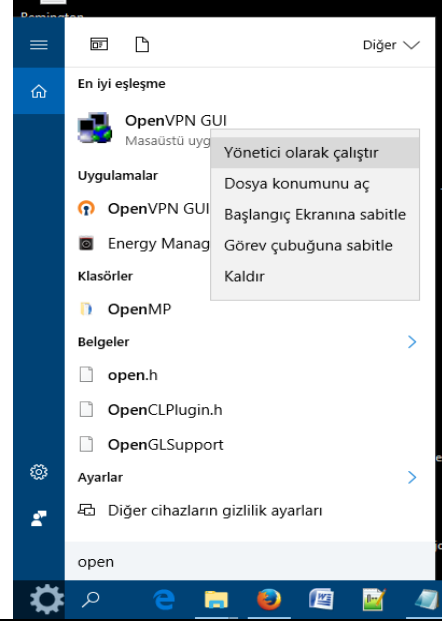 Diğer
En iyi eşleşme
OpenVPN GUI
Masaüstü uyg
Yönetici olarak çalıştır
Dosya konumunu aç
Başlangıç Ekranına sabitle
Görev çubuğuna sabitle
Kaldır
Uygulamalar
OpenVPN GUI
Energy Manag
Klasörler
OpenMP
Belgeler
open.h
OpenCLPlugin.h
OpenGLSupport
Ayarlar
Diğer cihazların gizlilik ayarları
open